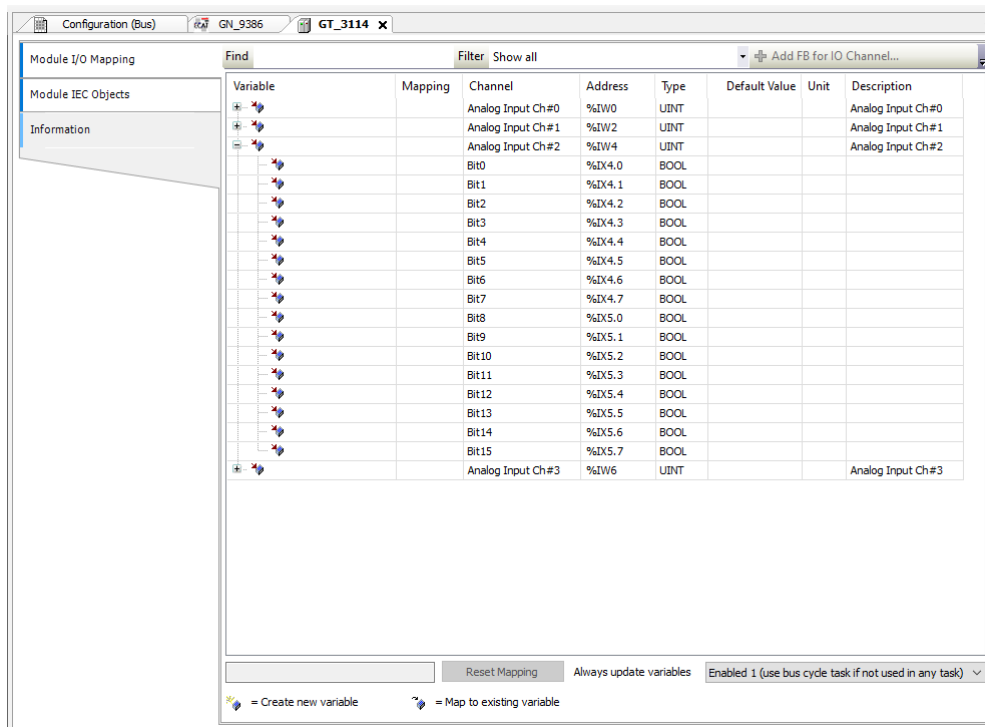 Configuration (Bus) GN_9386 GT_3114
Module I/O Mapping
Module IEC Objects
Information
Find Filter Show all Add FB for IO Channel...
Variable Mapping Channel Address Type Default Value Unit Description
Analog Input Ch#0 %IW0 UINT Analog Input Ch#0
Analog Input Ch#1 %IW2 UINT Analog Input Ch#1
Analog Input Ch#2 %IW4 UINT Analog Input Ch#2
Bit0 %IX4.0 BOOL
Bit1 %IX4.1 BOOL
Bit2 %IX4.2 BOOL
Bit3 %IX4.3 BOOL
Bit4 %IX4.4 BOOL
Bit5 %IX4.5 BOOL
Bit6 %IX4.6 BOOL
Bit7 %IX4.7 BOOL
Bit8 %IX5.0 BOOL
Bit9 %IX5.1 BOOL
Bit10 %IX5.2 BOOL
Bit11 %IX5.3 BOOL
Bit12 %IX5.4 BOOL
Bit13 %IX5.5 BOOL
Bit14 %IX5.6 BOOL
Bit15 %IX5.7 BOOL
Analog Input Ch#3 %IW6 UINT Analog Input Ch#3
Reset Mapping Always update variables Enabled 1 (use bus cycle task if not used in any task)
= Create new variable = Map to existing variable